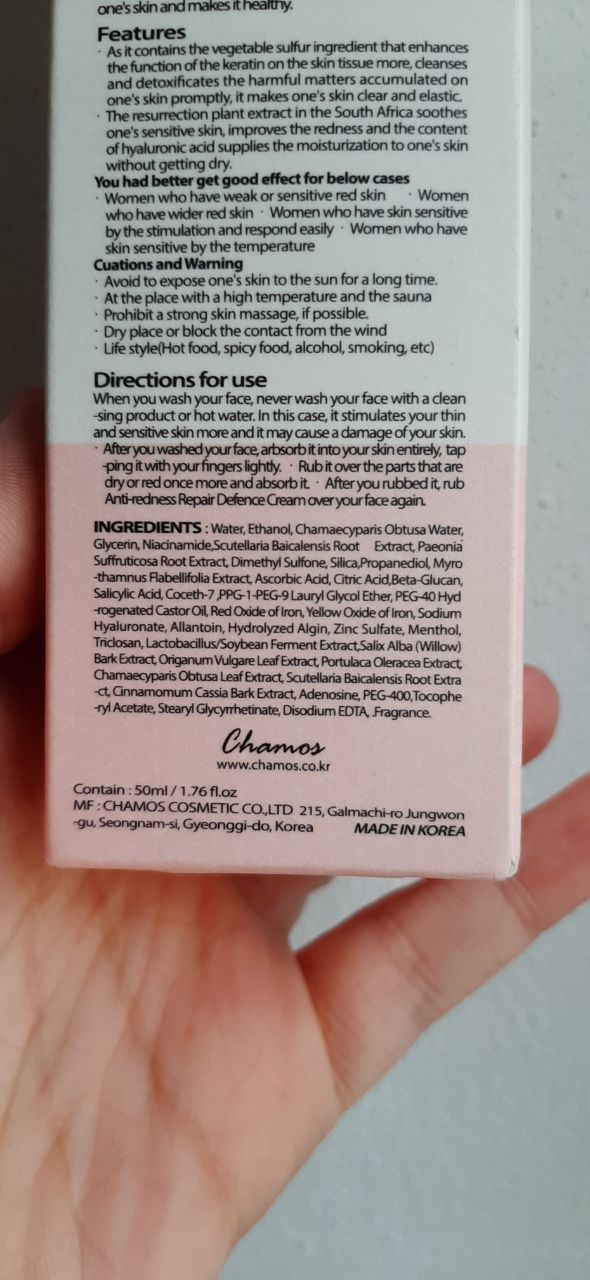 one's skin and makes it healthy.
Features
· As it contains the vegetable sulfur ingredient that enhances
the function of the keratin on the skin tissue more, cleanses
and detoxificates the harmful matters accumulated on
one's skin promptly, it makes one's skin clear and elastic.
· The resurrection plant extract in the South Africa soothes
one's sensitive skin, improves the redness and the content
of hyaluronic acid supplies the moisturization to one's skin
without getting dry.
You had better get good effect for below cases
· Women who have weak or sensitive red skin · Women
who have wider red skin · Women who have skin sensitive
by the stimulation and respond easily · Women who have
skin sensitive by the temperature
Cuations and Warning
· Avoid to expose one's skin to the sun for a long time.
· At the place with a high temperature and the sauna
· Prohibit a strong skin massage, if possible.
· Dry place or block the contact from the wind
· Life style(Hot food, spicy food, alcohol, smoking, etc)
Directions for use
When you wash your face, never wash your face with a clean
-sing product or hot water. In this case, it stimulates your thin
and sensitive skin more and it may cause a damage of your skin.
· After you washed your face, arbsorb it into your skin entirely, tap
-ping it with your fingers lightly. · Rub it over the parts that are
dry or red once more and absorb it. · After you rubbed it, rub
Anti-redness Repair Defence Cream over your face again.
INGREDIENTS : Water, Ethanol, Chamaecyparis Obtusa Water,
Glycerin, Niacinamide,Scutellaria Baicalensis Root Extract, Paeonia
Suffruticosa Root Extract, Dimethyl Sulfone, Silica,Propanediol, Myro
-thamnus Flabellifolia Extract, Ascorbic Acid, Citric Acid,Beta-Glucan,
Salicylic Acid, Coceth-7 ,PPG-1-PEG-9 Lauryl Glycol Ether, PEG-40 Hyd
-rogenated Castor Oil, Red Oxide of Iron, Yellow Oxide of Iron, Sodium
Hyaluronate, Allantoin, Hydrolyzed Algin, Zinc Sulfate, Menthol,
Triclosan, Lactobacillus/Soybean Ferment Extract,Salix Alba (Willow)
Bark Extract, Origanum Vulgare Leaf Extract, Portulaca Oleracea Extract,
Chamaecyparis Obtusa Leaf Extract, Scutellaria Baicalensis Root Extra
-ct, Cinnamomum Cassia Bark Extract, Adenosine, PEG-400,Tocophe
-ryl Acetate, Stearyl Glycyrrhetinate, Disodium EDTA, .Fragrance.
Chamos
www.chamos.co.kr
Contain : 50ml / 1.76 fl.oz
MF : CHAMOS COSMETIC CO.,LTD 215, Galmachi-ro Jungwon
-gu, Seongnam-si, Gyeonggi-do, Korea MADE IN KOREA